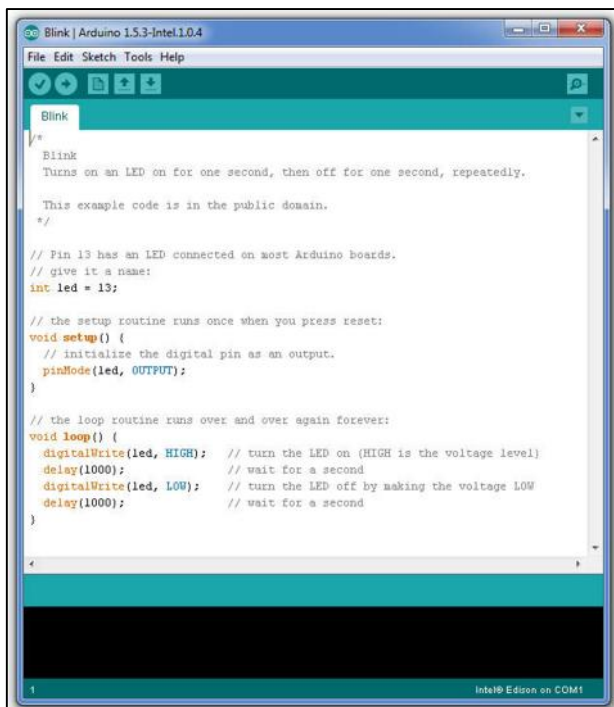 Blink | Arduino 1.5.3-Intel.1.0.4
File Edit Sketch Tools Help
Blink
/*
  Blink
  Turns on an LED on for one second, then off for one second, repeatedly.

  This example code is in the public domain.
 */

// Pin 13 has an LED connected on most Arduino boards.
// give it a name:
int led = 13;

// the setup routine runs once when you press reset:
void setup() {
  // initialize the digital pin as an output.
  pinMode(led, OUTPUT);
}

// the loop routine runs over and over again forever:
void loop() {
  digitalWrite(led, HIGH);   // turn the LED on (HIGH is the voltage level)
  delay(1000);               // wait for a second
  digitalWrite(led, LOW);    // turn the LED off by making the voltage LOW
  delay(1000);               // wait for a second
}
1
Intel® Edison on COM1